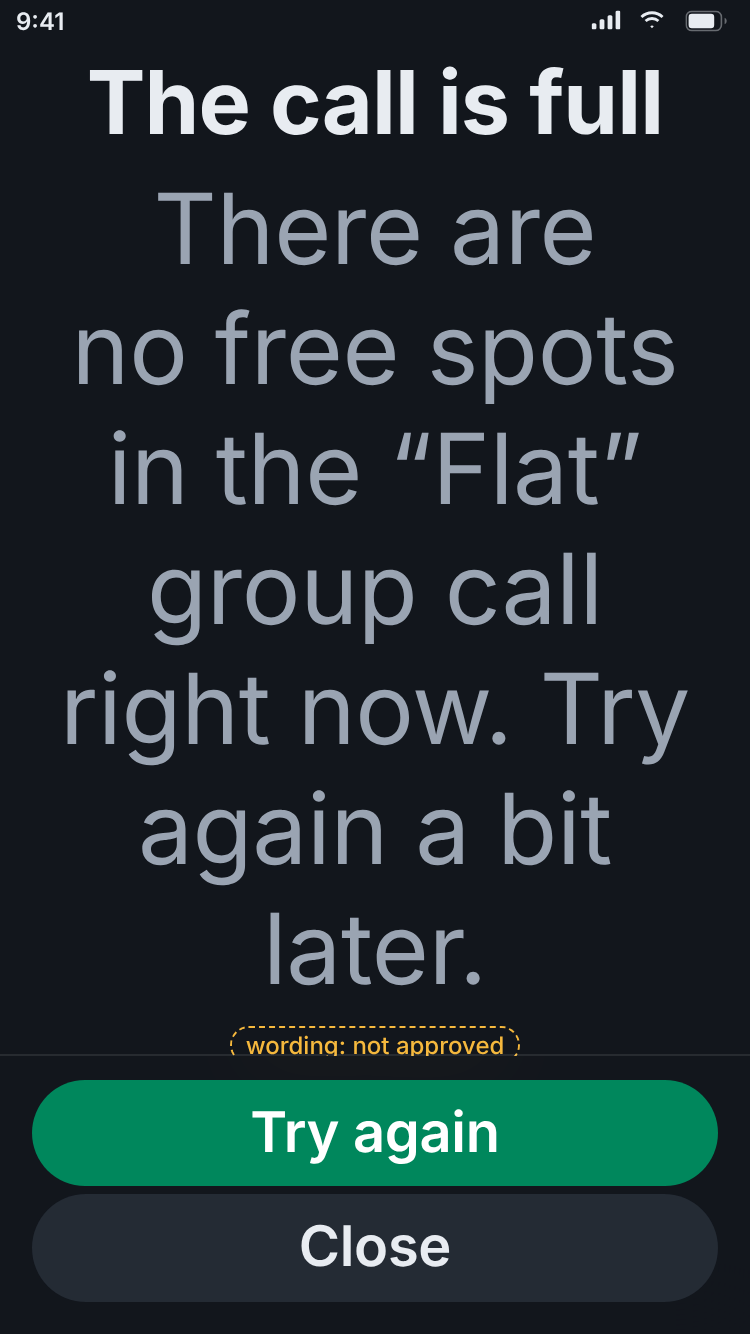 9:41
The call is full
There are
no free spots
in the “Flat”
group call
right now. Try
again a bit
later.
wording: not approved
Try again
Close